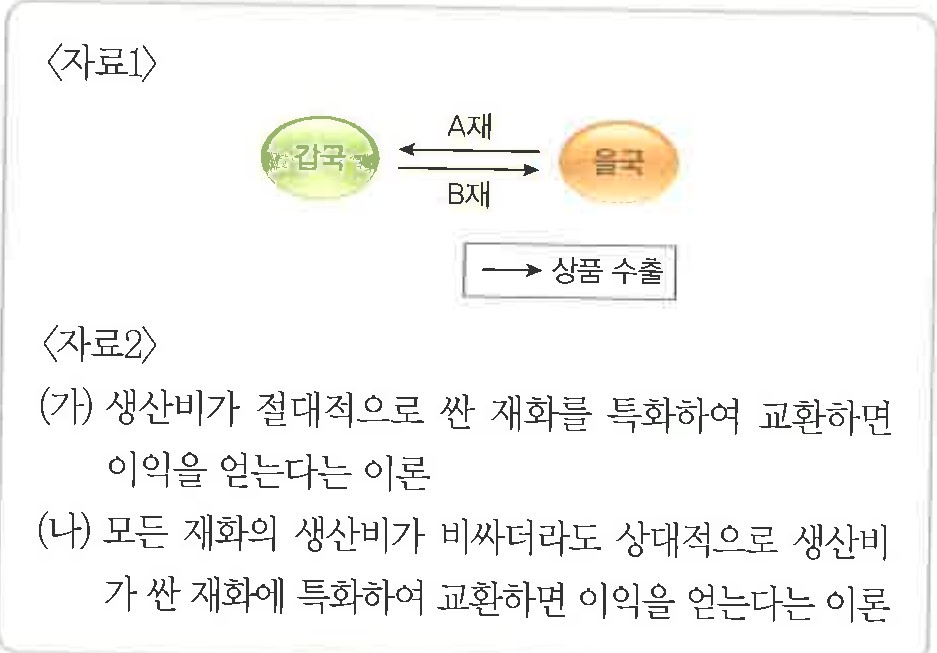 〈자료1〉
A재
갑국
을국
B재
→ 상품 수출
〈자료2〉
(가) 생산비가 절대적으로 싼 재화를 특화하여 교환하면
이익을 얻는다는 이론
(나) 모든 재화의 생산비가 비싸더라도 상대적으로 생산비
가 싼 재화에 특화하여 교환하면 이익을 얻는다는 이론